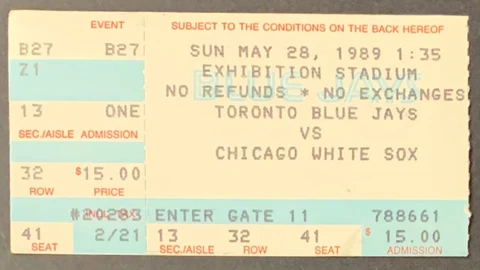 EVENT SUBJECT TO THE CONDITIONS ON THE BACK HEREOF
B27 B27 SUN MAY 28, 1989 1:35
Z1 EXHIBITION STADIUM
BLUE JAYS
NO REFUNDS * NO EXCHANGES
13 ONE TORONTO BLUE JAYS
SEC./AISLE ADMISSION VS
CHICAGO WHITE SOX
32 $15.00
ROW PRICE
#20283 ENTER GATE 11 788661
41 2/21 13 32 41 $ 15.00
SEAT SEC./AISLE ROW SEAT ADMISSION